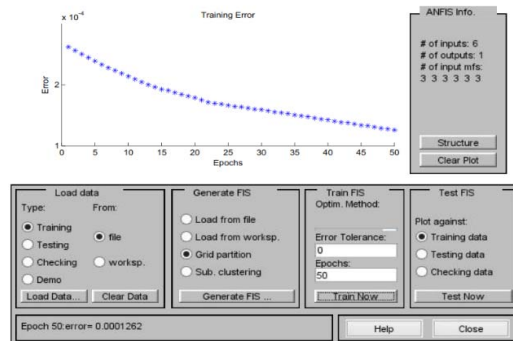 Training Error
x 10⁻⁴
Error
2
1
0 5 10 15 20 25 30 35 40 45 50
Epochs
ANFIS Info.
# of inputs: 6
# of outputs: 1
# of input mfs:
3 3 3 3 3 3
Structure
Clear Plot
Load data
Type: From:
Training
Testing
Checking
Demo
file
worksp.
Load Data... Clear Data
Generate FIS
Load from file
Load from worksp.
Grid partition
Sub. clustering
Generate FIS ...
Train FIS
Optim. Method:
Error Tolerance:
0
Epochs:
50
Train Now
Test FIS
Plot against:
Training data
Testing data
Checking data
Test Now
Epoch 50:error= 0.0001262
Help
Close